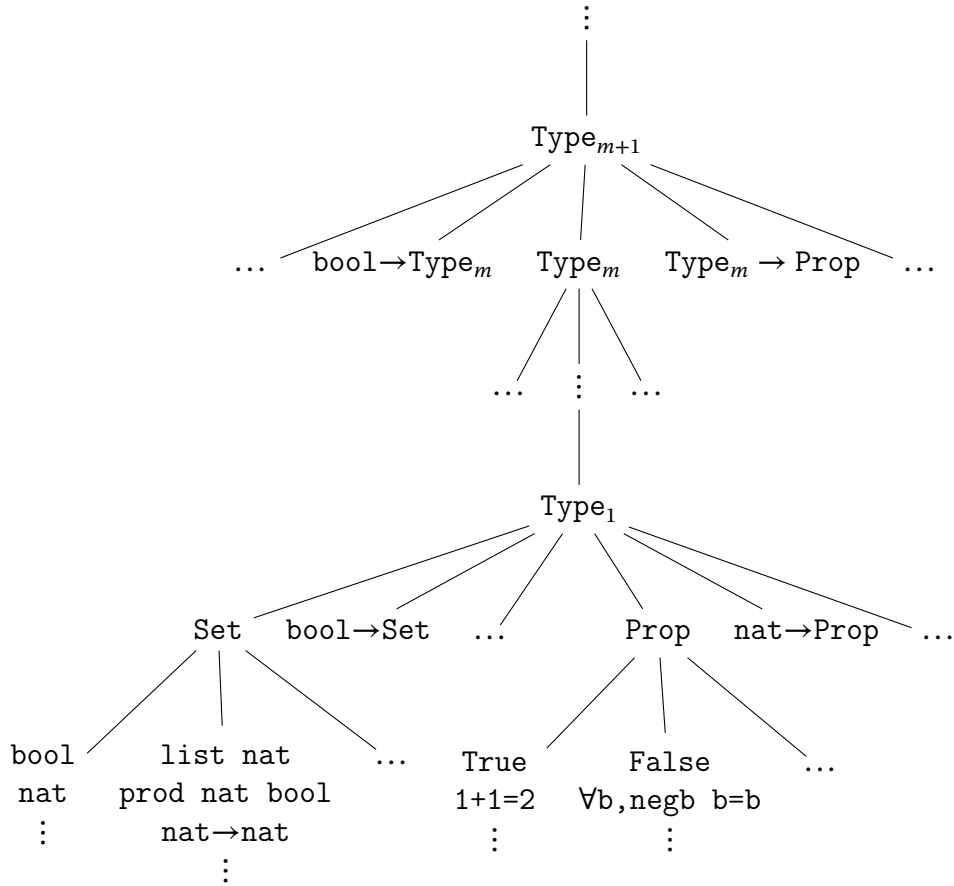 ⋮
Type_{m+1}
… bool→Type_m Type_m Type_m → Prop …
… ⋮ …
Type_1
Set bool→Set … Prop nat→Prop …
bool list nat … True False …
nat prod nat bool 1+1=2 ∀b,negb b=b
⋮ nat→nat ⋮ ⋮
⋮